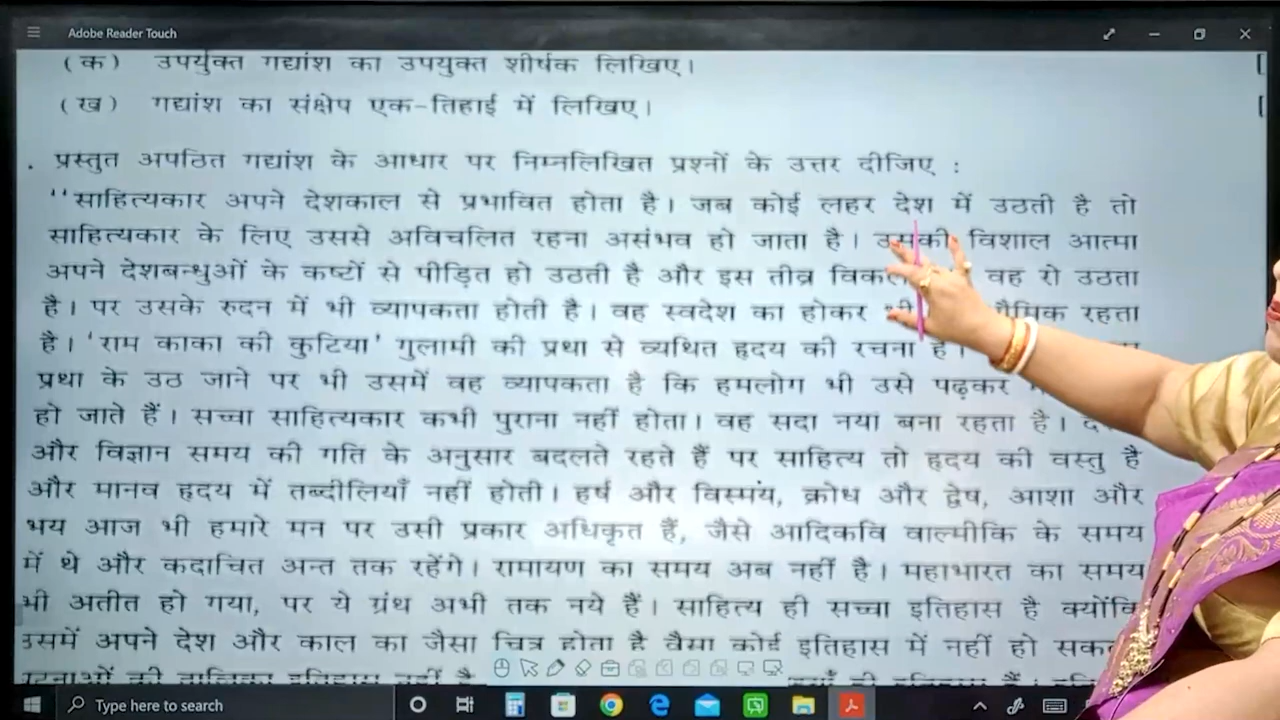 Adobe Reader Touch
(क) उपर्युक्त गद्यांश का उपयुक्त शीर्षक लिखिए।
(ख) गद्यांश का संक्षेप एक-तिहाई में लिखिए।
. प्रस्तुत अपठित गद्यांश के आधार पर निम्नलिखित प्रश्नों के उत्तर दीजिए :
‘‘साहित्यकार अपने देशकाल से प्रभावित होता है। जब कोई लहर देश में उठती है तो
साहित्यकार के लिए उससे अविचलित रहना असंभव हो जाता है। उसकी विशाल आत्मा
अपने देशबन्धुओं के कष्टों से पीड़ित हो उठती है और इस तीव्र वह रो उठता
है। पर उसके रुदन में भी व्यापकता होती है। वह स्वदेश का होकर रहता
है। ‘राम काका की कुटिया’ गुलामी की प्रथा से व्यथित हृदय की रचना है।
प्रथा के उठ जाने पर भी उसमें वह व्यापकता है कि हमलोग भी उसे पढ़कर
हो जाते हैं। सच्चा साहित्यकार कभी पुराना नहीं होता। वह सदा नया बना रहता है।
और विज्ञान समय की गति के अनुसार बदलते रहते हैं पर साहित्य तो हृदय की वस्तु है
और मानव हृदय में तब्दीलियाँ नहीं होती। हर्ष और विस्मंय, क्रोध और द्वेष, आशा और
भय आज भी हमारे मन पर उसी प्रकार अधिकृत हैं, जैसे आदिकवि वाल्मीकि के समय
में थे और कदाचित अन्त तक रहेंगे। रामायण का समय अब नहीं है। महाभारत का समय
भी अतीत हो गया, पर ये ग्रंथ अभी तक नये हैं। साहित्य ही सच्चा इतिहास है क्योंकि
उसमें अपने देश और काल का जैसा चित्र होता है वैसा कोई इतिहास में नहीं हो
Type here to search